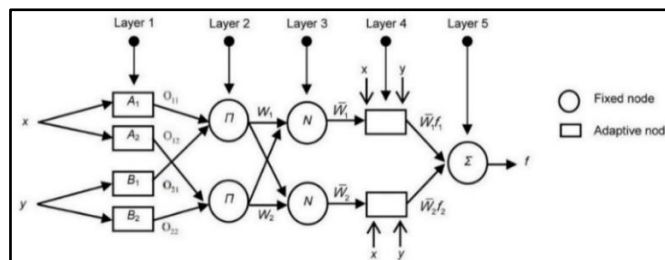 Layer 1 Layer 2 Layer 3 Layer 4 Layer 5
x y
A₁ O₁₁ Π W₁ N W̅₁ W̅₁f₁
Fixed node
x A₂ O₁₂
Adaptive nod
Σ f
y B₁ O₂₁
B₂ O₂₂ Π W₂ N W̅₂ W̅₂f₂
x y